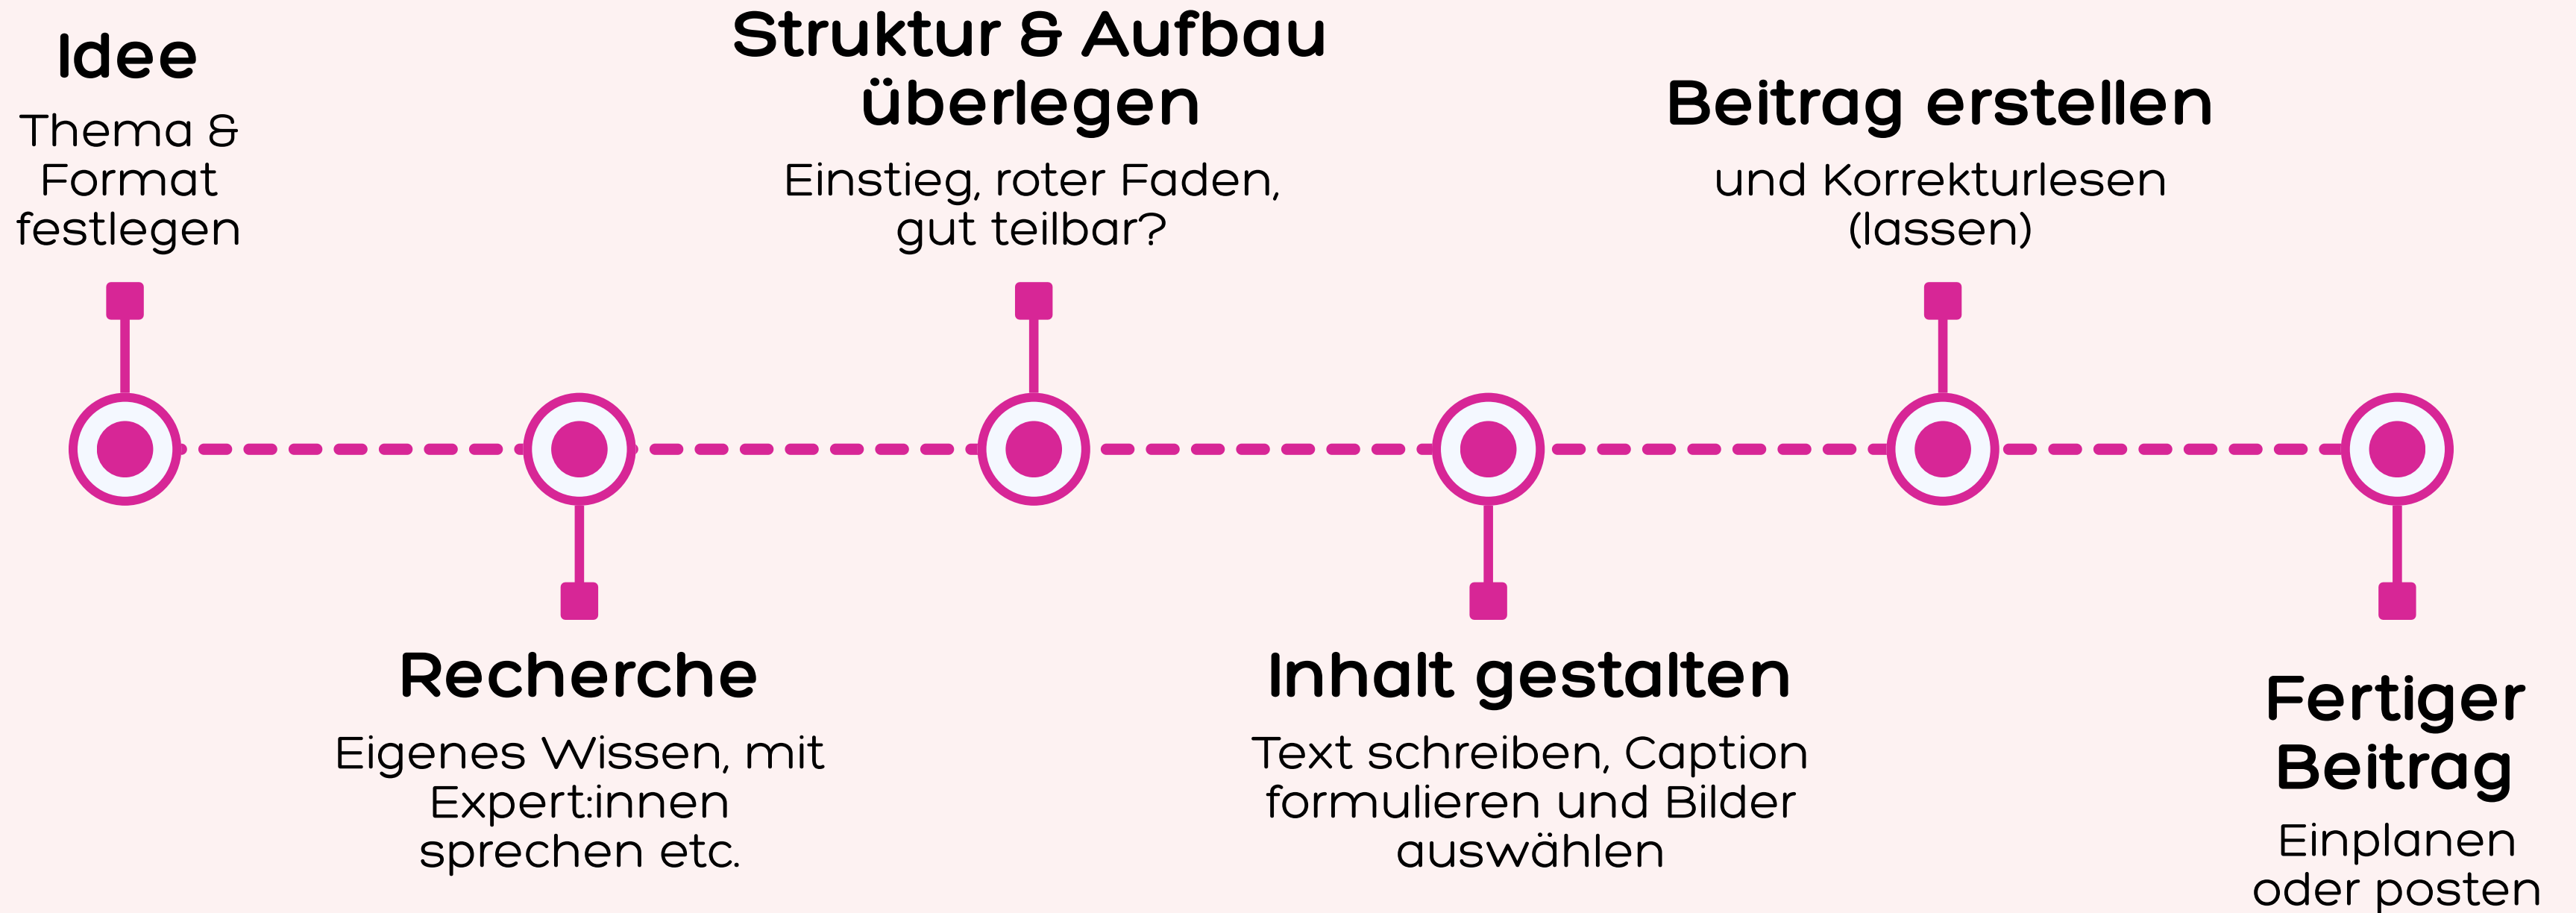 Idee
Thema &
Format
festlegen
Recherche
Eigenes Wissen, mit
Expert:innen
sprechen etc.
Struktur & Aufbau
überlegen
Einstieg, roter Faden,
gut teilbar?
Inhalt gestalten
Text schreiben, Caption
formulieren und Bilder
auswählen
Beitrag erstellen
und Korrekturlesen
(lassen)
Fertiger
Beitrag
Einplanen
oder posten